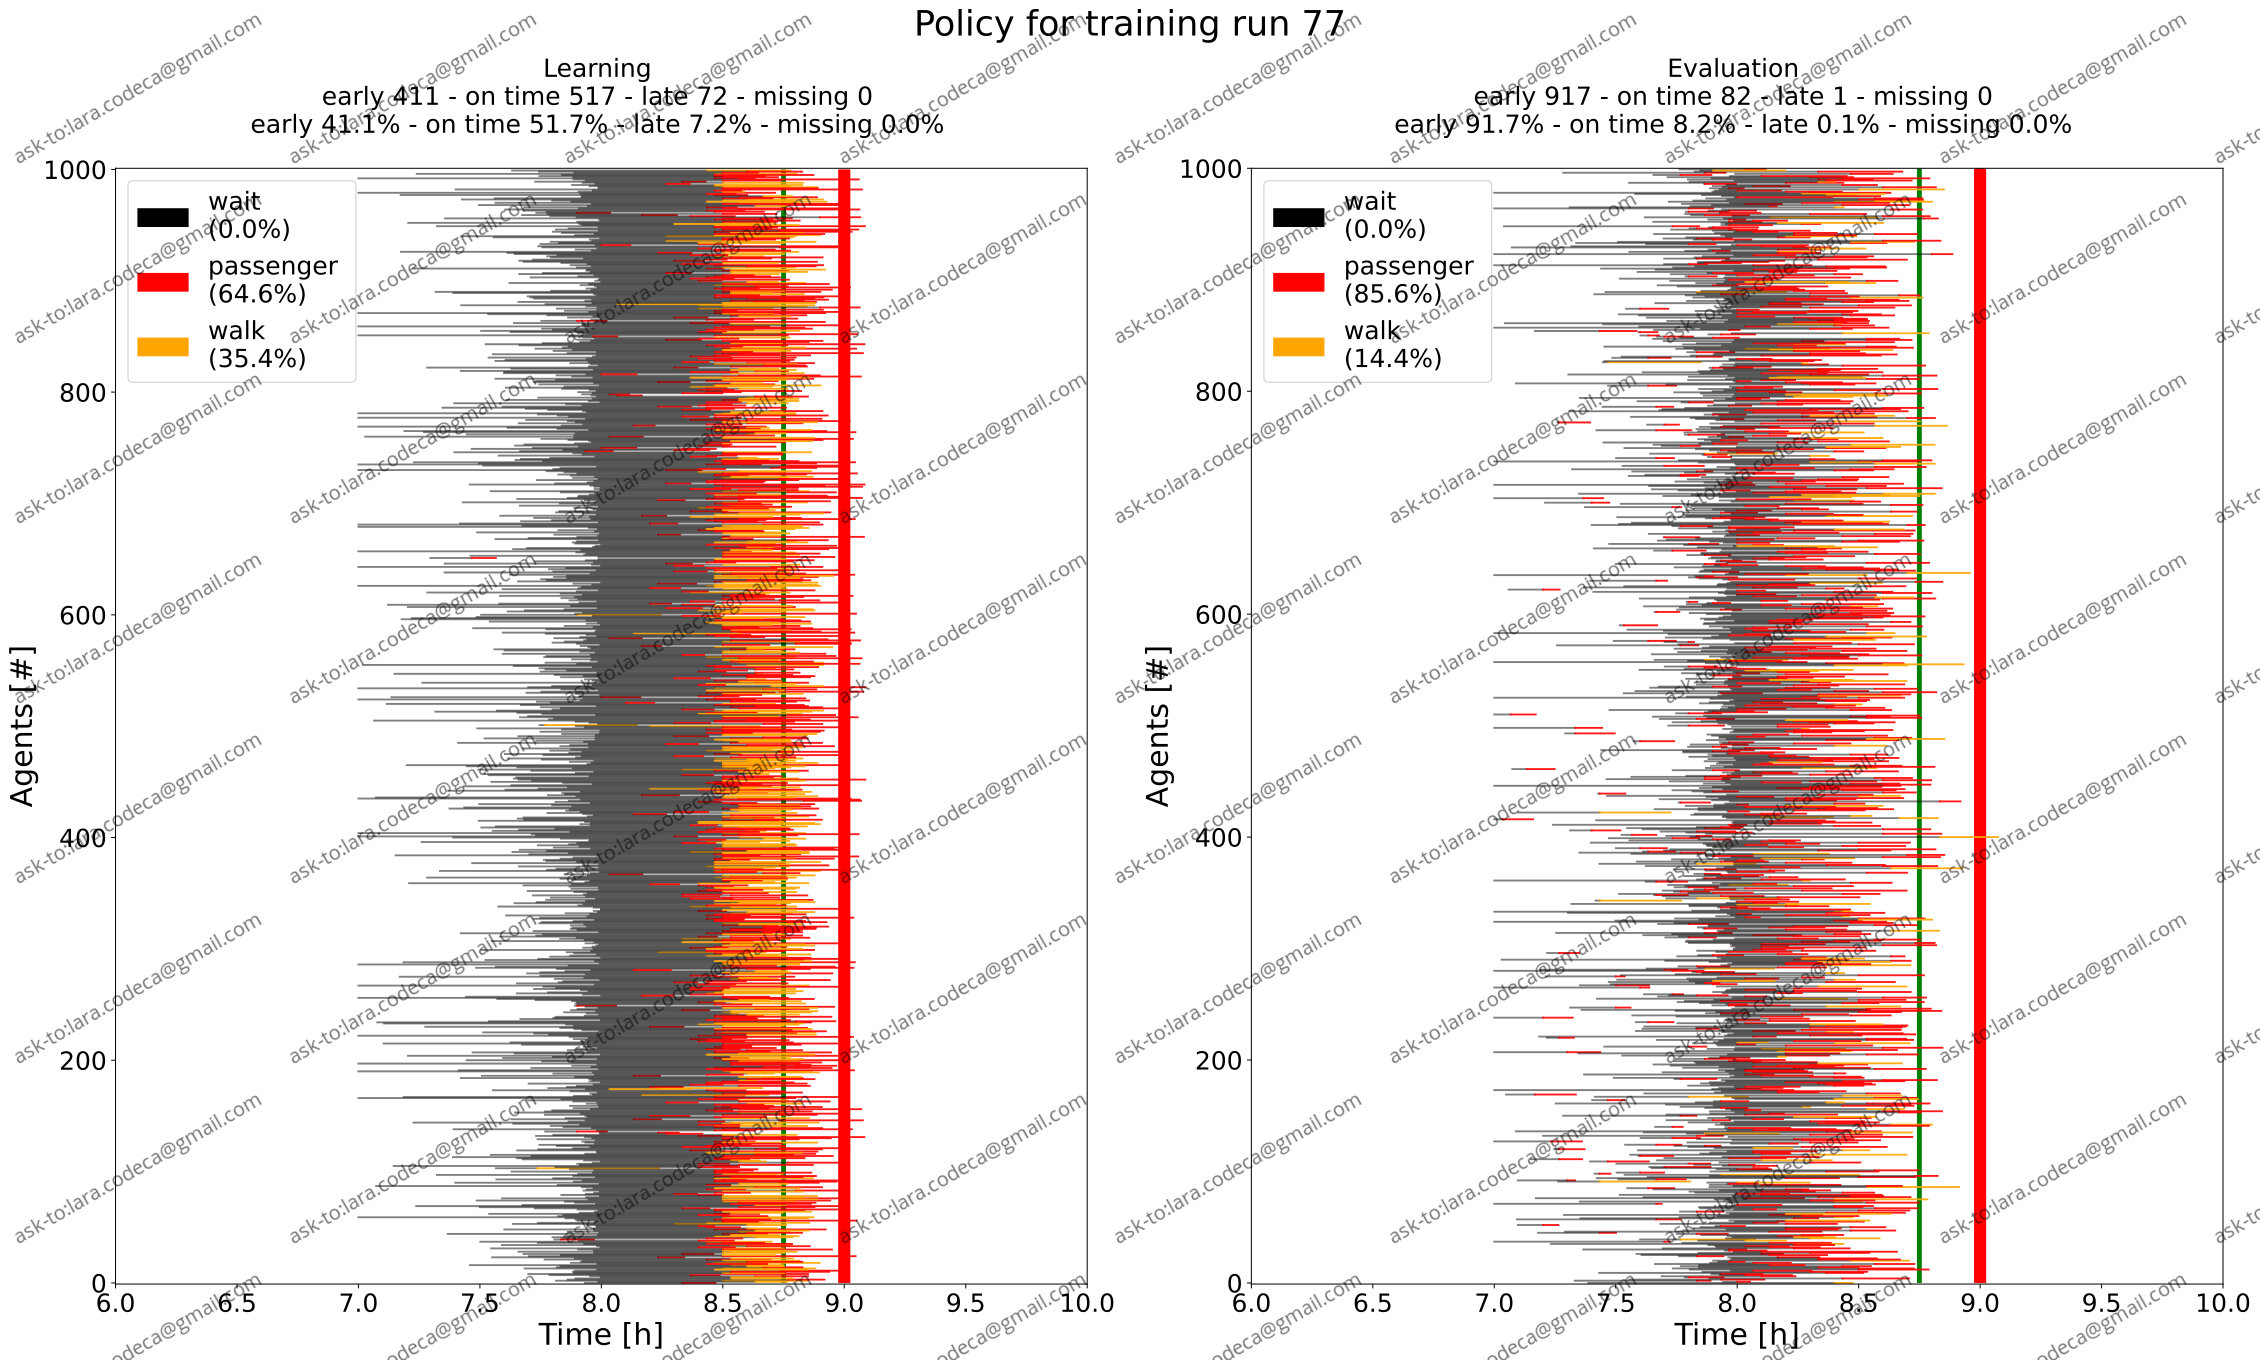 Policy for training run 77
Learning
early 411 - on time 517 - late 72 - missing 0
early 41.1% - on time 51.7% - late 7.2% - missing 0.0%
1000
800
600
400
200
0
Agents [#]
wait
(0.0%)
passenger
(64.6%)
walk
(35.4%)
6.0 6.5 7.0 7.5 8.0 8.5 9.0 9.5 10.0
Time [h]
Evaluation
early 917 - on time 82 - late 1 - missing 0
early 91.7% - on time 8.2% - late 0.1% - missing 0.0%
1000
800
600
400
200
0
Agents [#]
wait
(0.0%)
passenger
(85.6%)
walk
(14.4%)
6.0 6.5 7.0 7.5 8.0 8.5 9.0 9.5 10.0
Time [h]
ask-to:lara.codeca@gmail.com